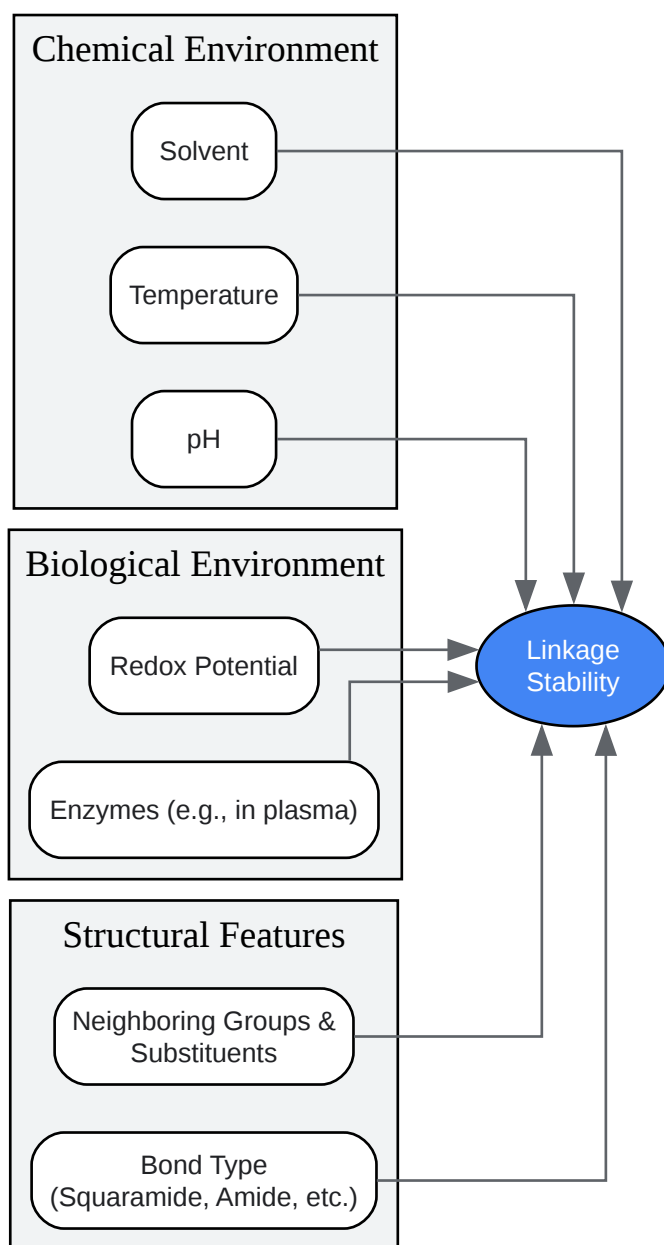 Chemical Environment
Solvent
Temperature
pH
Biological Environment
Redox Potential
Enzymes (e.g., in plasma)
Linkage
Stability
Structural Features
Neighboring Groups &
Substituents
Bond Type
(Squaramide, Amide, etc.)